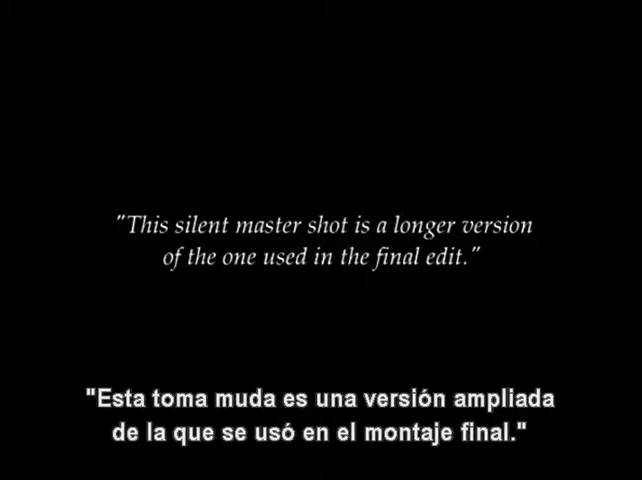 "This silent master shot is a longer version
of the one used in the final edit."
"Esta toma muda es una versión ampliada
de la que se usó en el montaje final."